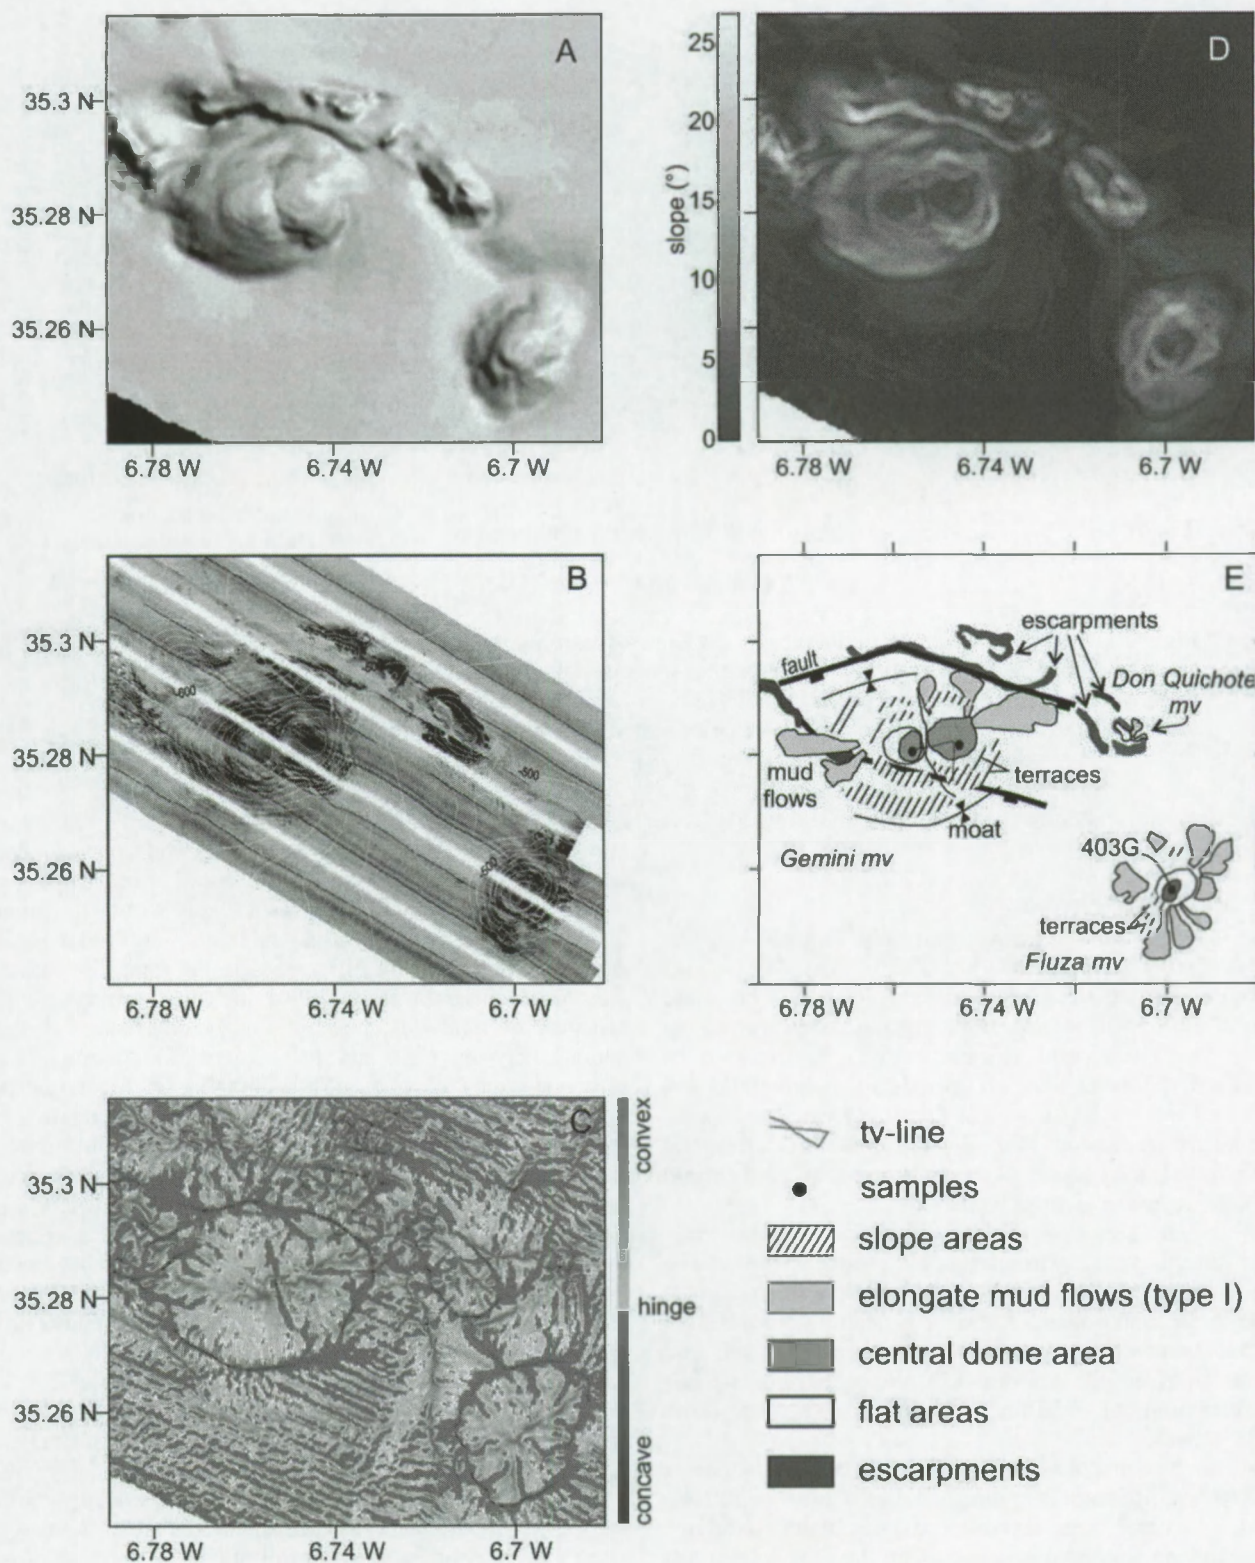 A
35.3 N
35.28 N
35.26 N
6.78 W 6.74 W 6.7 W
D
25
20
15
10
5
0
slope (°)
6.78 W 6.74 W 6.7 W
B
35.3 N
35.28 N
35.26 N
-600
-500
6.78 W 6.74 W 6.7 W
E
escarpments
fault
Don Quichote
mv
mud
flows
terraces
moat
Gemini mv
403G
terraces
Fluza mv
6.78 W 6.74 W 6.7 W
C
35.3 N
35.28 N
35.26 N
convex
hinge
concave
6.78 W 6.74 W 6.7 W
tv-line
samples
slope areas
elongate mud flows (type I)
central dome area
flat areas
escarpments